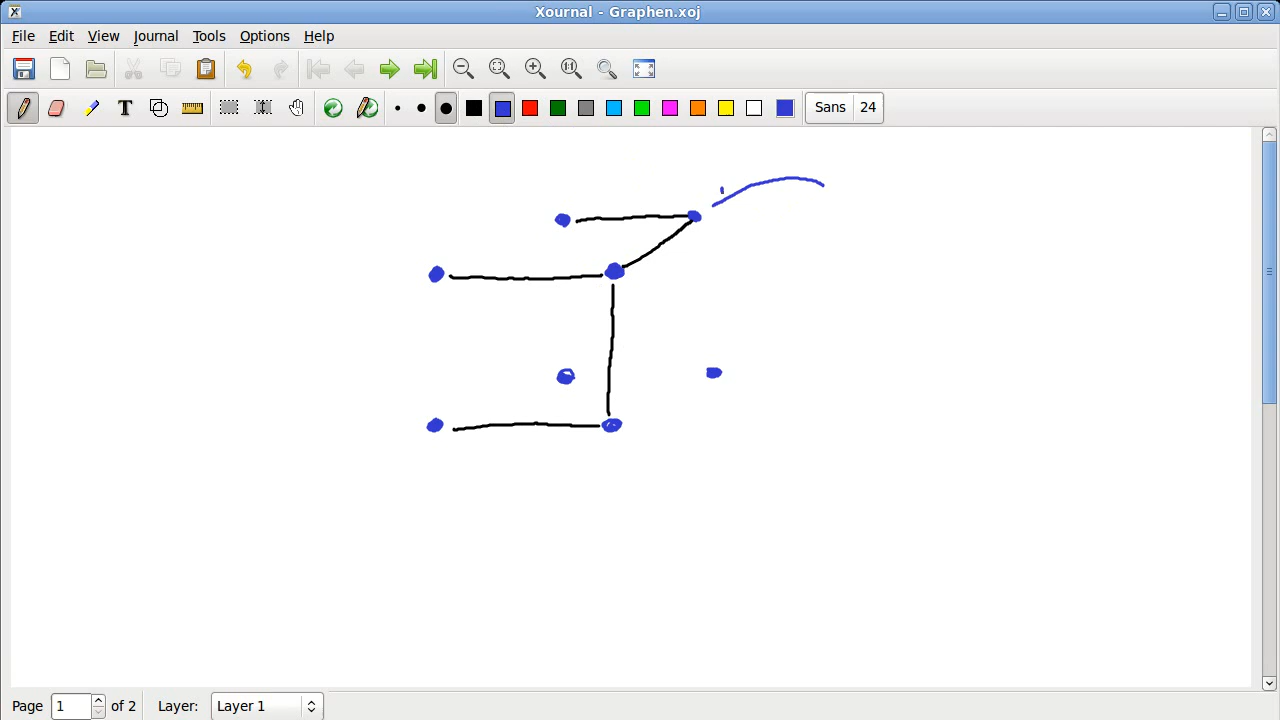 Xournal - Graphen.xoj
File Edit View Journal Tools Options Help
T Sans 24
Page 1 of 2 Layer: Layer 1